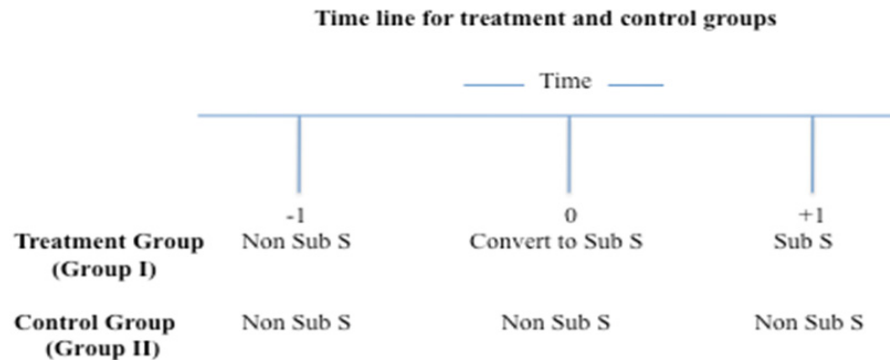 Time line for treatment and control groups
Time
-1 0 +1
Treatment Group Non Sub S Convert to Sub S Sub S
(Group I)
Control Group Non Sub S Non Sub S Non Sub S
(Group II)